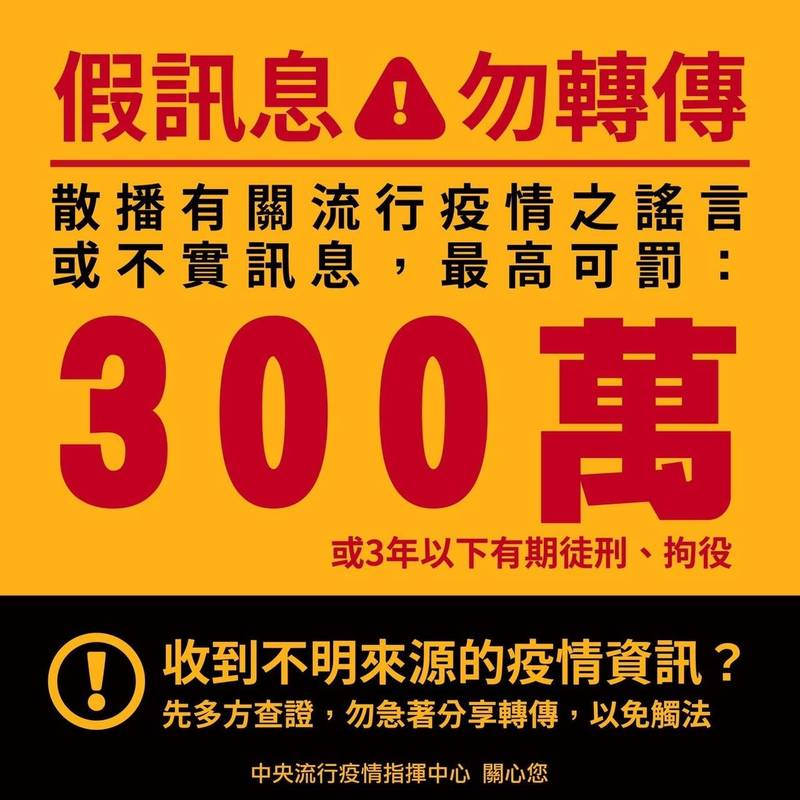 假訊息勿轉傳
散播有關流行疫情之謠言
或不實訊息，最高可罰：
300萬
或3年以下有期徒刑、拘役
收到不明來源的疫情資訊？
先多方查證，勿急著分享轉傳，以免觸法
中央流行疫情指揮中心 關心您